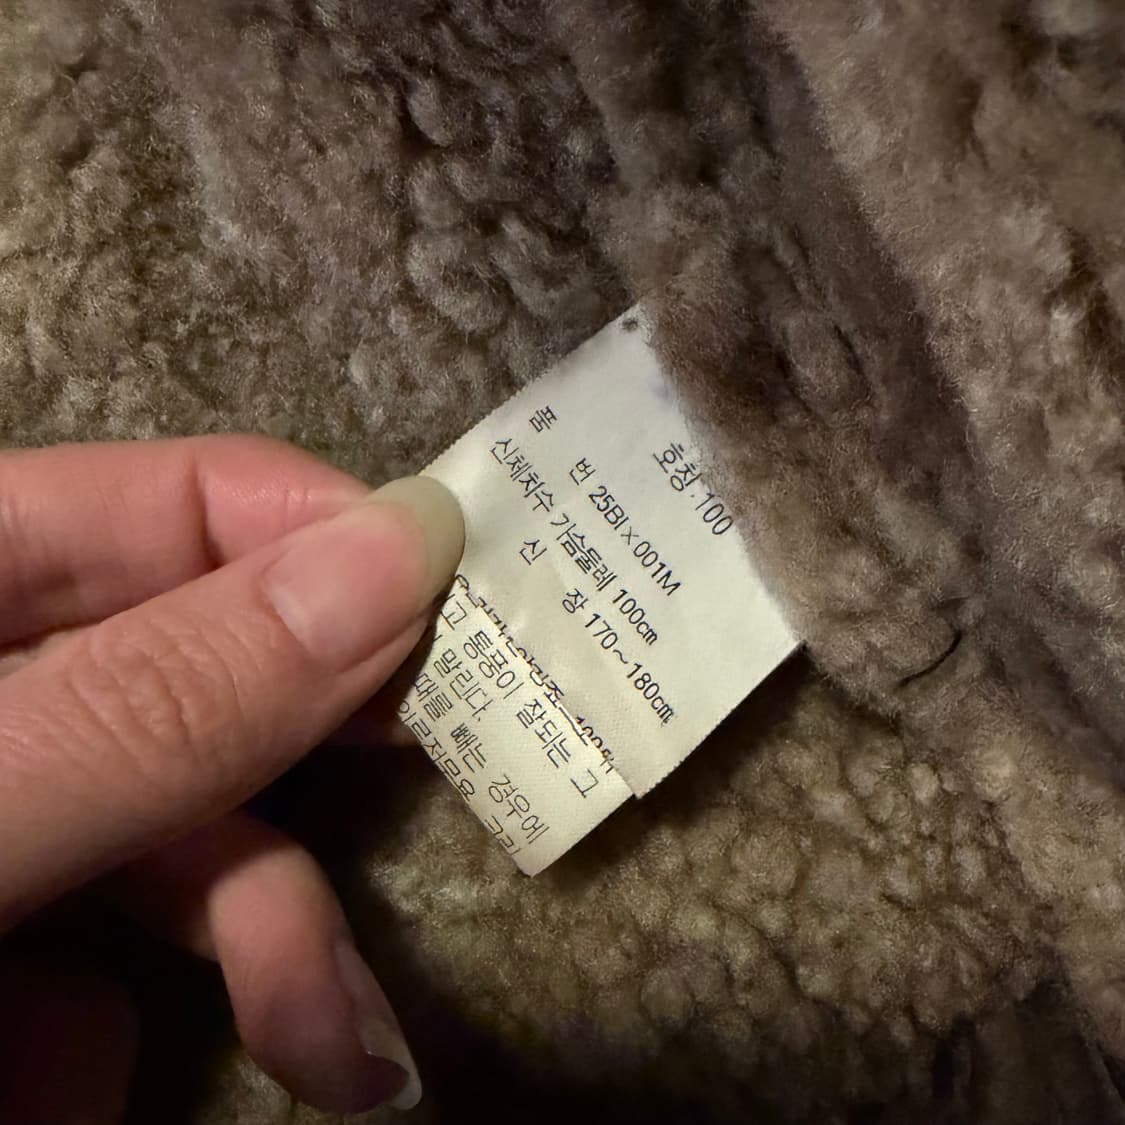 호칭 : 100
품 번 25BI×001M
신체치수 가슴둘레 100cm
신 장 170~180cm
고 통풍이 잘되는 그
말린다.
때를 빼는 경우에